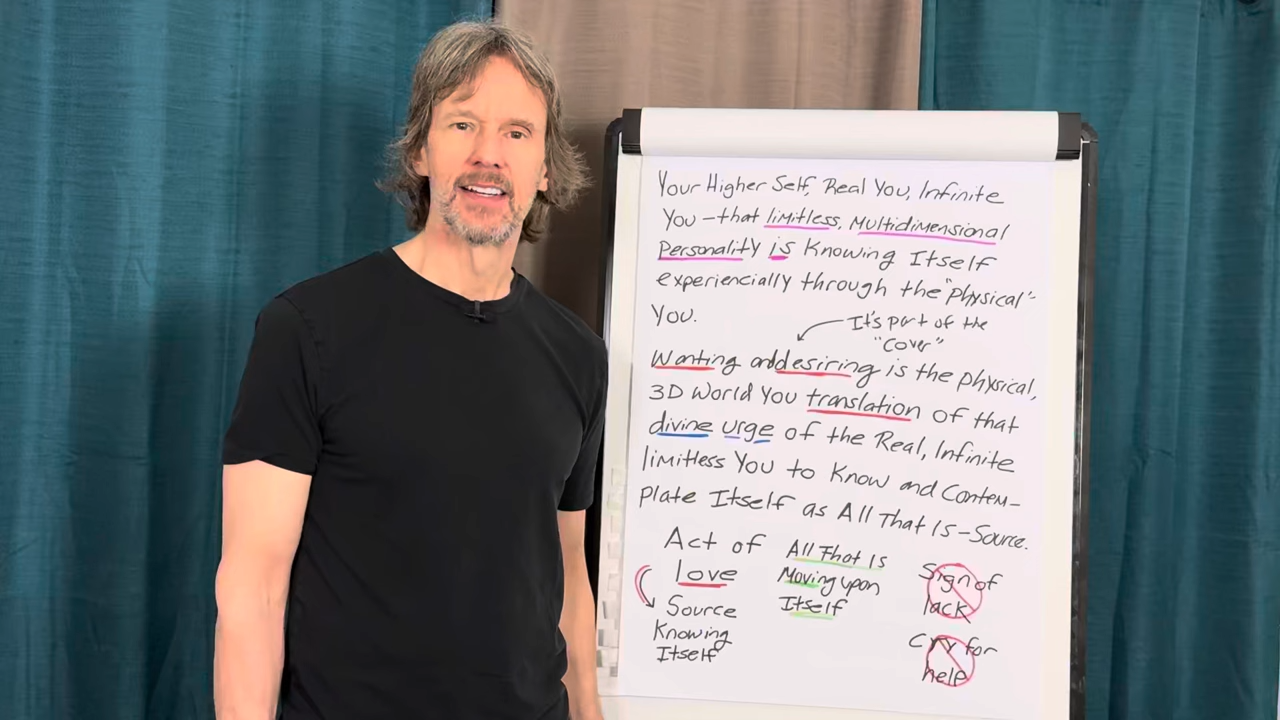 Your Higher Self, Real You, Infinite
You – that limitless, Multidimensional
Personality is Knowing Itself
experiencially through the "physical"
You.
It's part of the
"cover"
Wanting and desiring is the physical,
3D World You translation of that
divine urge of the Real, Infinite
limitless You to Know and Contem-
plate Itself as All That Is – Source.
Act of
love
Source
Knowing
Itself
All That Is
Moving upon
Itself
Sign of
lack
Cry for
help